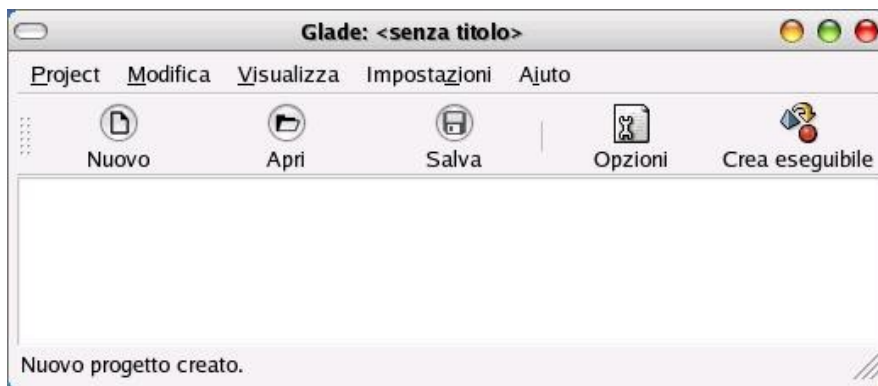 Glade: <senza titolo>
Project Modifica Visualizza Impostazioni Aiuto
Nuovo Apri Salva Opzioni Crea eseguibile
Nuovo progetto creato.